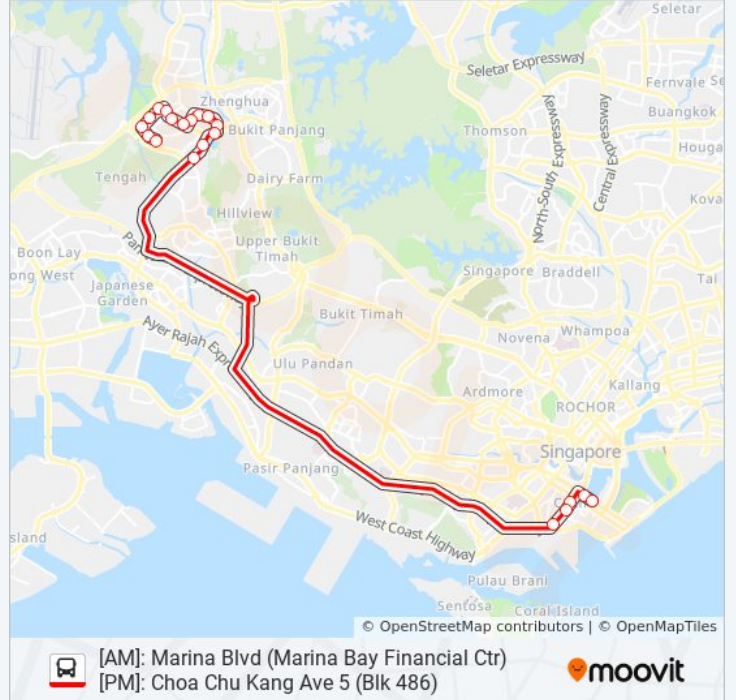 Seletar
Seletar Expressway
Fernvale Se
Zhenghua
Buangkok
Bukit Panjang
Thomson
North-South Expressway
Central Expressway
Houga
Tengah
Dairy Farm
Kova
Hillview
Boon Lay
Pan
Upper Bukit
Timah
ong West
Japanese
Garden
Singapore
Braddell
Tal
Bukit Timah
Ayer Rajah Expr
Novena
Whampoa
Ulu Pandan
Kallang
Ardmore
ROCHOR
Singapore
Pasir Panjang
West Coast Highway
sland
Pulau Brani
Sentosa
Coral Island
© OpenStreetMap contributors | © OpenMapTiles
[AM]: Marina Blvd (Marina Bay Financial Ctr)
[PM]: Choa Chu Kang Ave 5 (Blk 486)
moovit